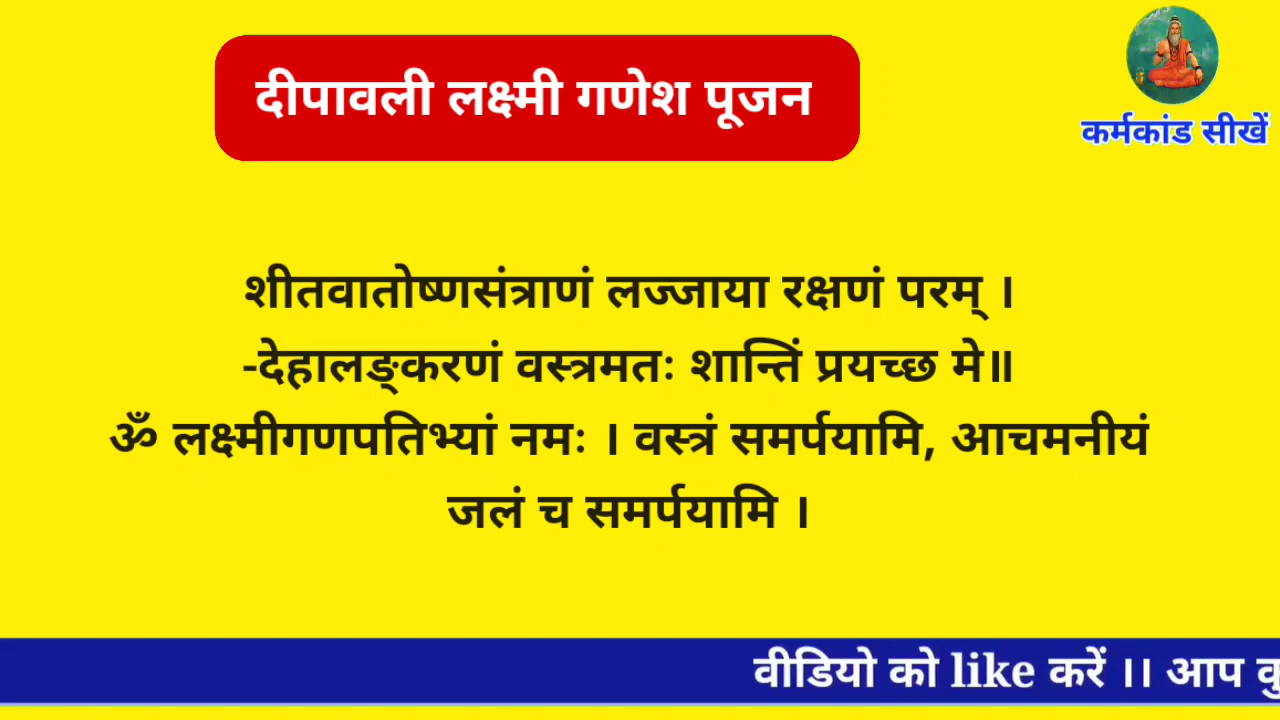 दीपावली लक्ष्मी गणेश पूजन
कर्मकांड सीखें
शीतवातोष्णसंत्राणं लज्जाया रक्षणं परम् ।
-देहालङ्करणं वस्त्रमतः शान्तिं प्रयच्छ मे॥
ॐ लक्ष्मीगणपतिभ्यां नमः । वस्त्रं समर्पयामि, आचमनीयं
जलं च समर्पयामि ।
वीडियो को like करें ।। आप